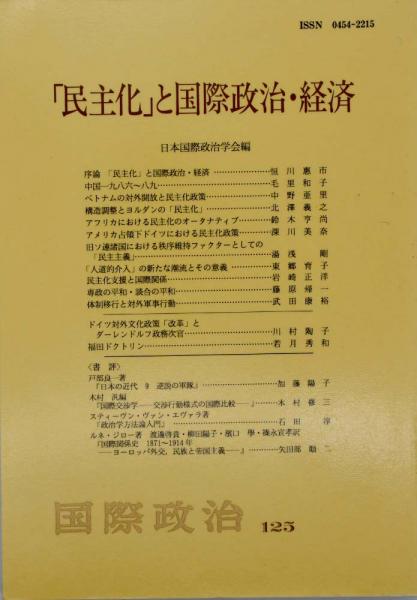 ISSN 0454-2215
「民主化」と国際政治・経済
日本国際政治学会編
序論 「民主化」と国際政治・経済 …………………恒川惠市
中国一九八六～八九…………………毛里和子
ベトナムの対外開放と民主化政策…………………中野亜里
構造調整とヨルダンの「民主化」…………………北澤義之
アフリカにおける民主化のオータナティブ…………………鈴木亨尚
アメリカ占領下ドイツにおける民主化政策…………………深川美奈
旧ソ連諸国における秩序維持ファクターとしての
「民主主義」…………………湯浅剛
「人道的介入」の新たな潮流とその意義…………………東郷育子
民主化支援と国際関係…………………岩崎正洋
専政の平和・談合の平和…………………藤原帰一
体制移行と対外軍事行動…………………武田康裕
ドイツ対外文化政策「改革」と
ダーレンドルフ政務次官…………………川村陶子
福田ドクトリン…………………若月秀和
〈書評〉
戸部良一著
『日本の近代 9 逆説の軍隊』…………………加藤陽子
木村汎編
『国際交渉学――交渉行動様式の国際比較――』…………………木村修三
スティーヴン・ヴァン・エヴァラ著
『政治学方法論入門』…………………石田淳
ルネ・ジロー著 渡邊啓貴・柳田陽子・濱口學・篠永宣孝訳
『国際関係史 1871〜1914年
――ヨーロッパ外交，民族と帝国主義――』…………………矢田部
国際政治 125